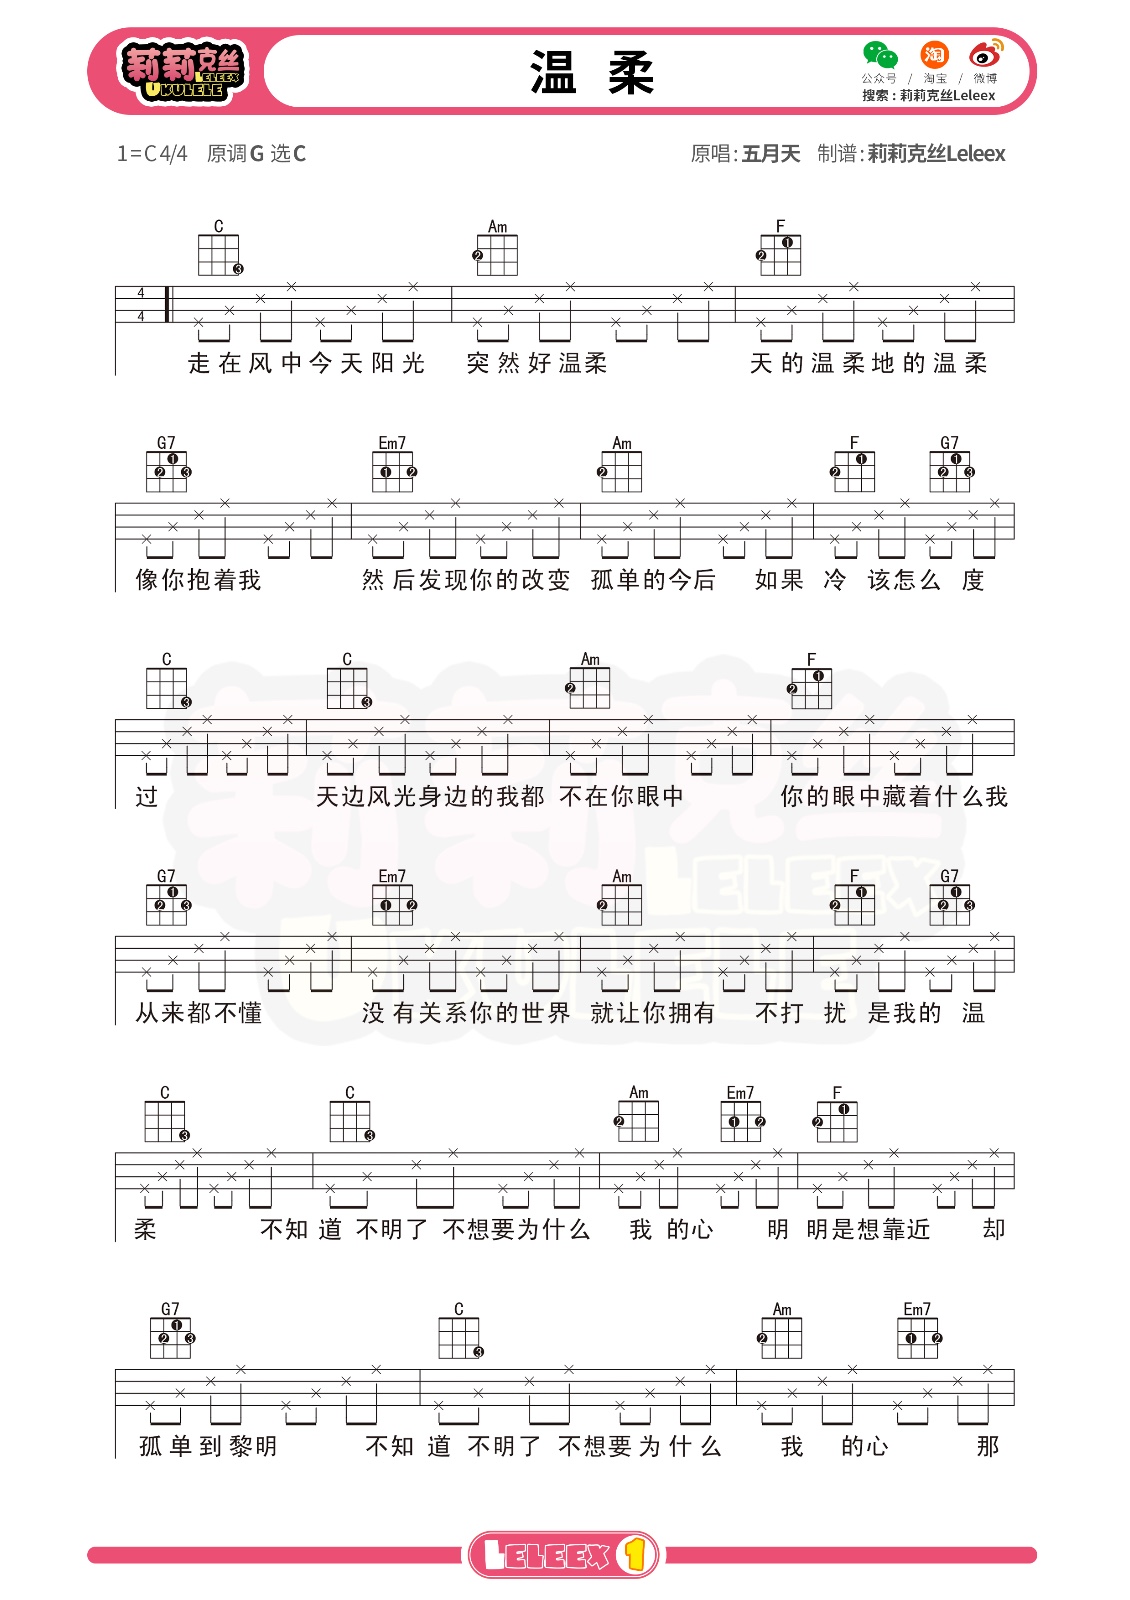 莉莉克丝
LELEEX
UKULELE
温 柔
公众号 / 淘宝 / 微博
搜索：莉莉克丝Leleex
1=C 4/4 原调G 选C
原唱：五月天 制谱：莉莉克丝Leleex
C Am F
4
4
走在风中今天阳光 突然好温柔 天的温柔地的温柔
G7 Em7 Am F G7
像你抱着我 然后发现你的改变 孤单的今后 如果 冷 该怎么 度
C C Am F
过 天边风光身边的我都 不在你眼中 你的眼中藏着什么我
G7 Em7 Am F G7
从来都不懂 没有关系你的世界 就让你拥有 不打 扰 是我的 温
C C Am Em7 F
柔 不知 道 不明了 不想要为什么 我 的心 明 明是想靠近 却
G7 C Am Em7
孤单到黎明 不知 道 不明了 不想要为什么 我 的心 那
LELEEX 1